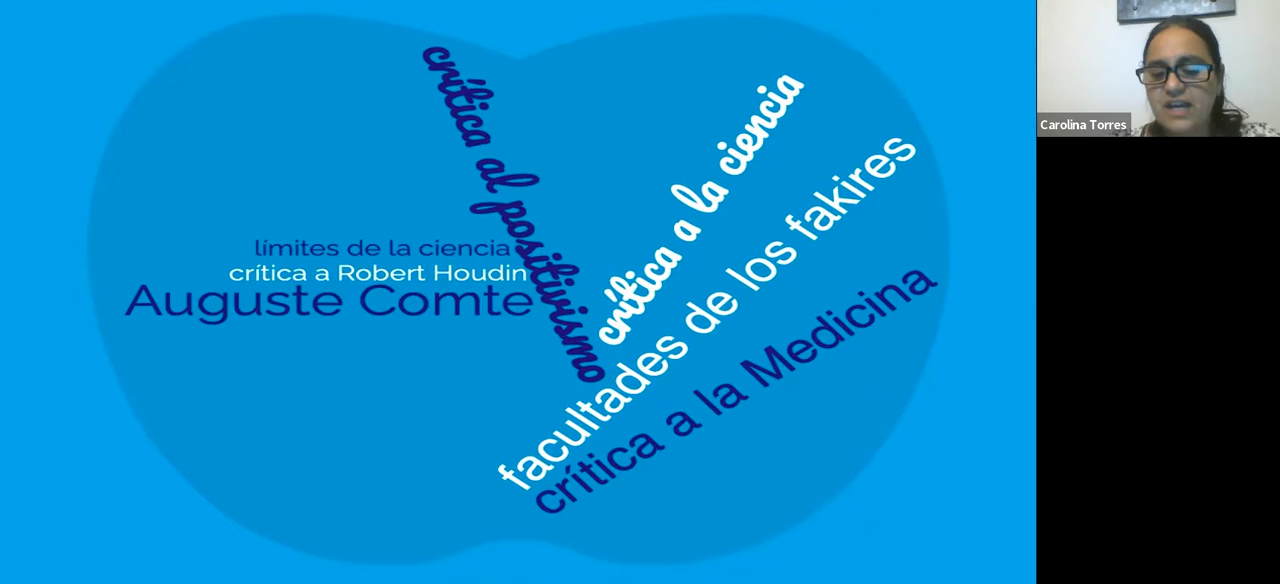 crítica al positivismo
crítica a la ciencia
límites de la ciencia
crítica a Robert Houdin
Auguste Comte
facultades de los fakires
crítica a la Medicina
Carolina Torres